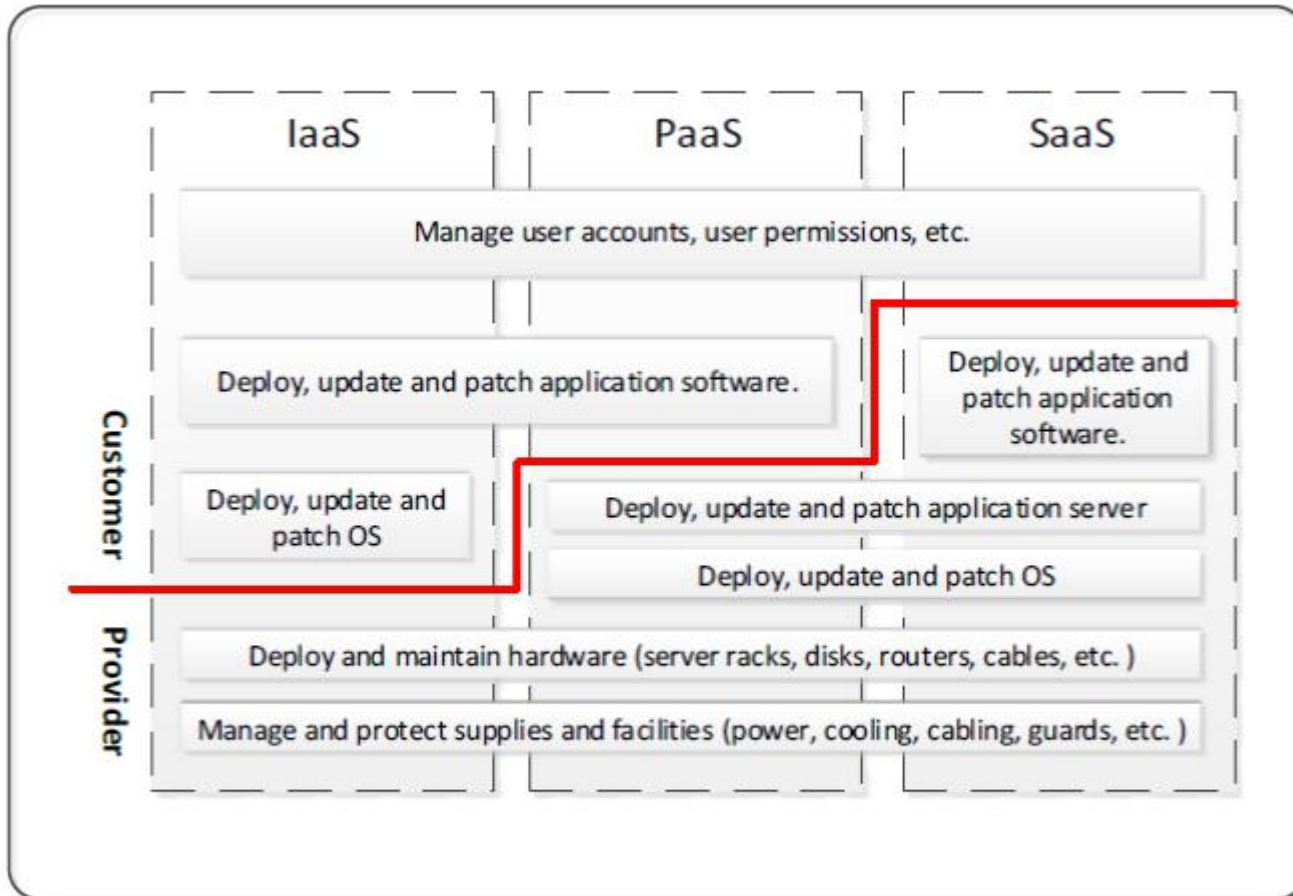 IaaS
PaaS
SaaS
Manage user accounts, user permissions, etc.
Deploy, update and patch application software.
Deploy, update and
patch application
software.
Customer
Deploy, update and
patch OS
Deploy, update and patch application server
Deploy, update and patch OS
Provider
Deploy and maintain hardware (server racks, disks, routers, cables, etc. )
Manage and protect supplies and facilities (power, cooling, cabling, guards, etc. )